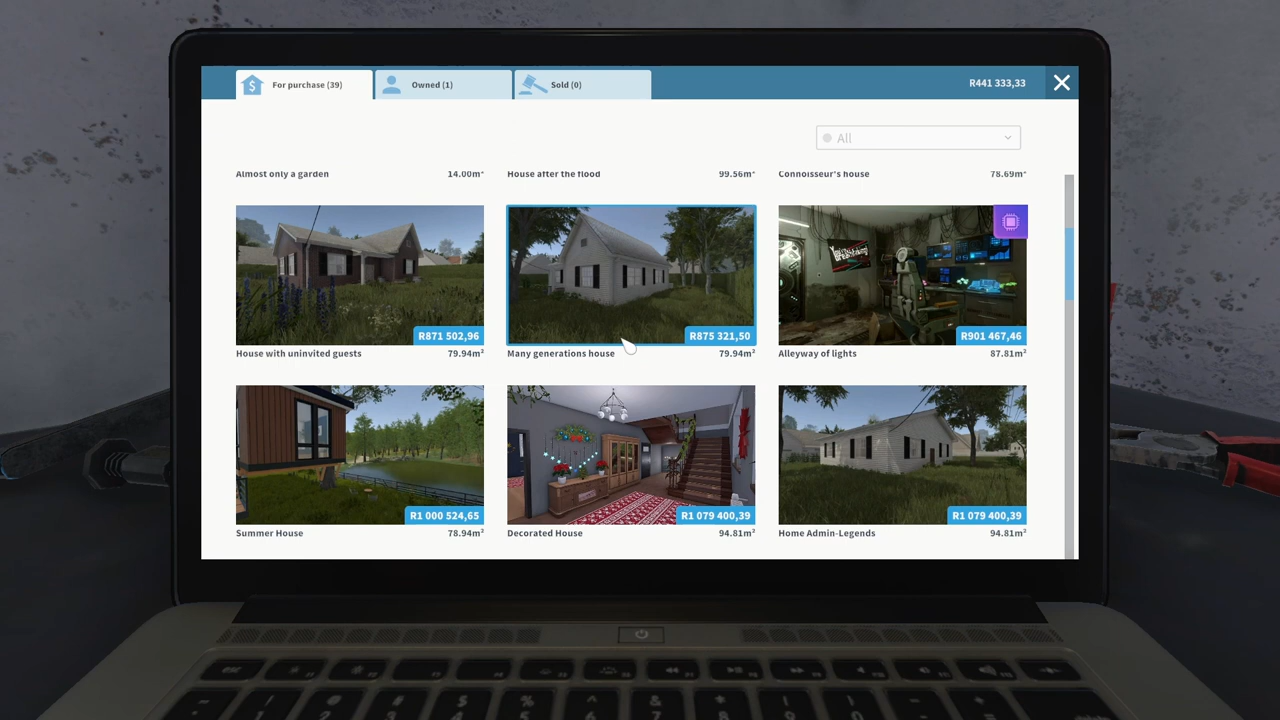 For purchase (39)
Owned (1)
Sold (0)
R441 333,33
All
Almost only a garden
14.00m²
House after the flood
99.56m²
Connoisseur's house
78.69m²
R871 502,96
R875 321,50
R901 467,46
House with uninvited guests
79.94m²
Many generations house
79.94m²
Alleyway of lights
87.81m²
R1 000 524,65
R1 079 400,39
R1 079 400,39
Summer House
78.94m²
Decorated House
94.81m²
Home Admin-Legends
94.81m²